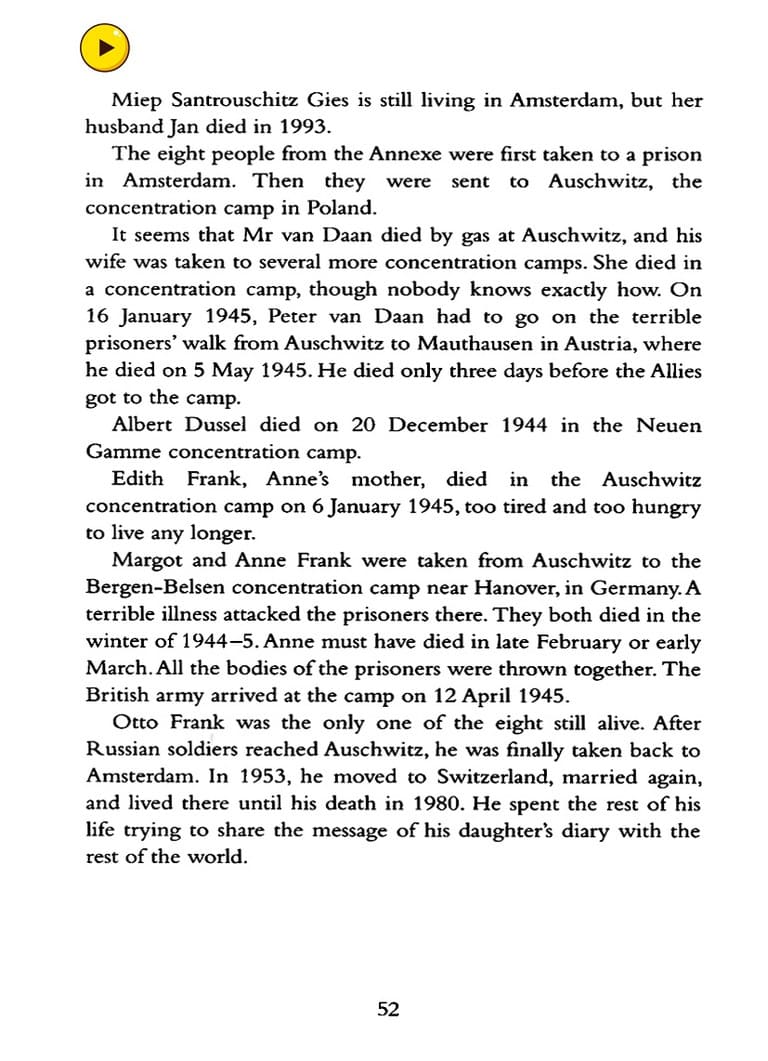 Miep Santrouschitz Gies is still living in Amsterdam, but her
husband Jan died in 1993.
The eight people from the Annexe were first taken to a prison
in Amsterdam. Then they were sent to Auschwitz, the
concentration camp in Poland.
It seems that Mr van Daan died by gas at Auschwitz, and his
wife was taken to several more concentration camps. She died in
a concentration camp, though nobody knows exactly how. On
16 January 1945, Peter van Daan had to go on the terrible
prisoners' walk from Auschwitz to Mauthausen in Austria, where
he died on 5 May 1945. He died only three days before the Allies
got to the camp.
Albert Dussel died on 20 December 1944 in the Neuen
Gamme concentration camp.
Edith Frank, Anne's mother, died in the Auschwitz
concentration camp on 6 January 1945, too tired and too hungry
to live any longer.
Margot and Anne Frank were taken from Auschwitz to the
Bergen-Belsen concentration camp near Hanover, in Germany. A
terrible illness attacked the prisoners there. They both died in the
winter of 1944–5. Anne must have died in late February or early
March. All the bodies of the prisoners were thrown together. The
British army arrived at the camp on 12 April 1945.
Otto Frank was the only one of the eight still alive. After
Russian soldiers reached Auschwitz, he was finally taken back to
Amsterdam. In 1953, he moved to Switzerland, married again,
and lived there until his death in 1980. He spent the rest of his
life trying to share the message of his daughter's diary with the
rest of the world.
52